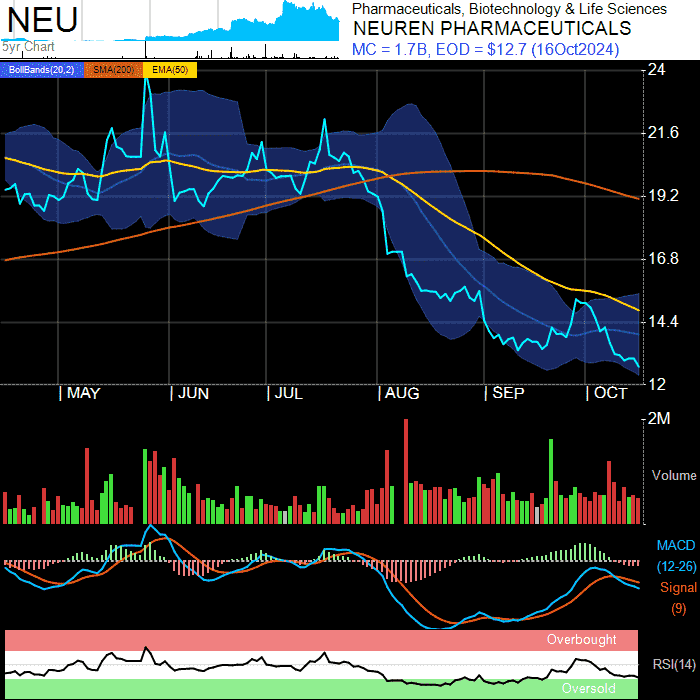 NEU
5yr Chart
Pharmaceuticals, Biotechnology & Life Sciences
NEUREN PHARMACEUTICALS
MC = 1.7B, EOD = $12.7 (16Oct2024)
BollBands(20,2) SMA(200) EMA(50)
24
21.6
19.2
16.8
14.4
12
MAY JUN JUL AUG SEP OCT
2M
Volume
MACD
(12-26)
Signal
(9)
Overbought
RSI(14)
Oversold